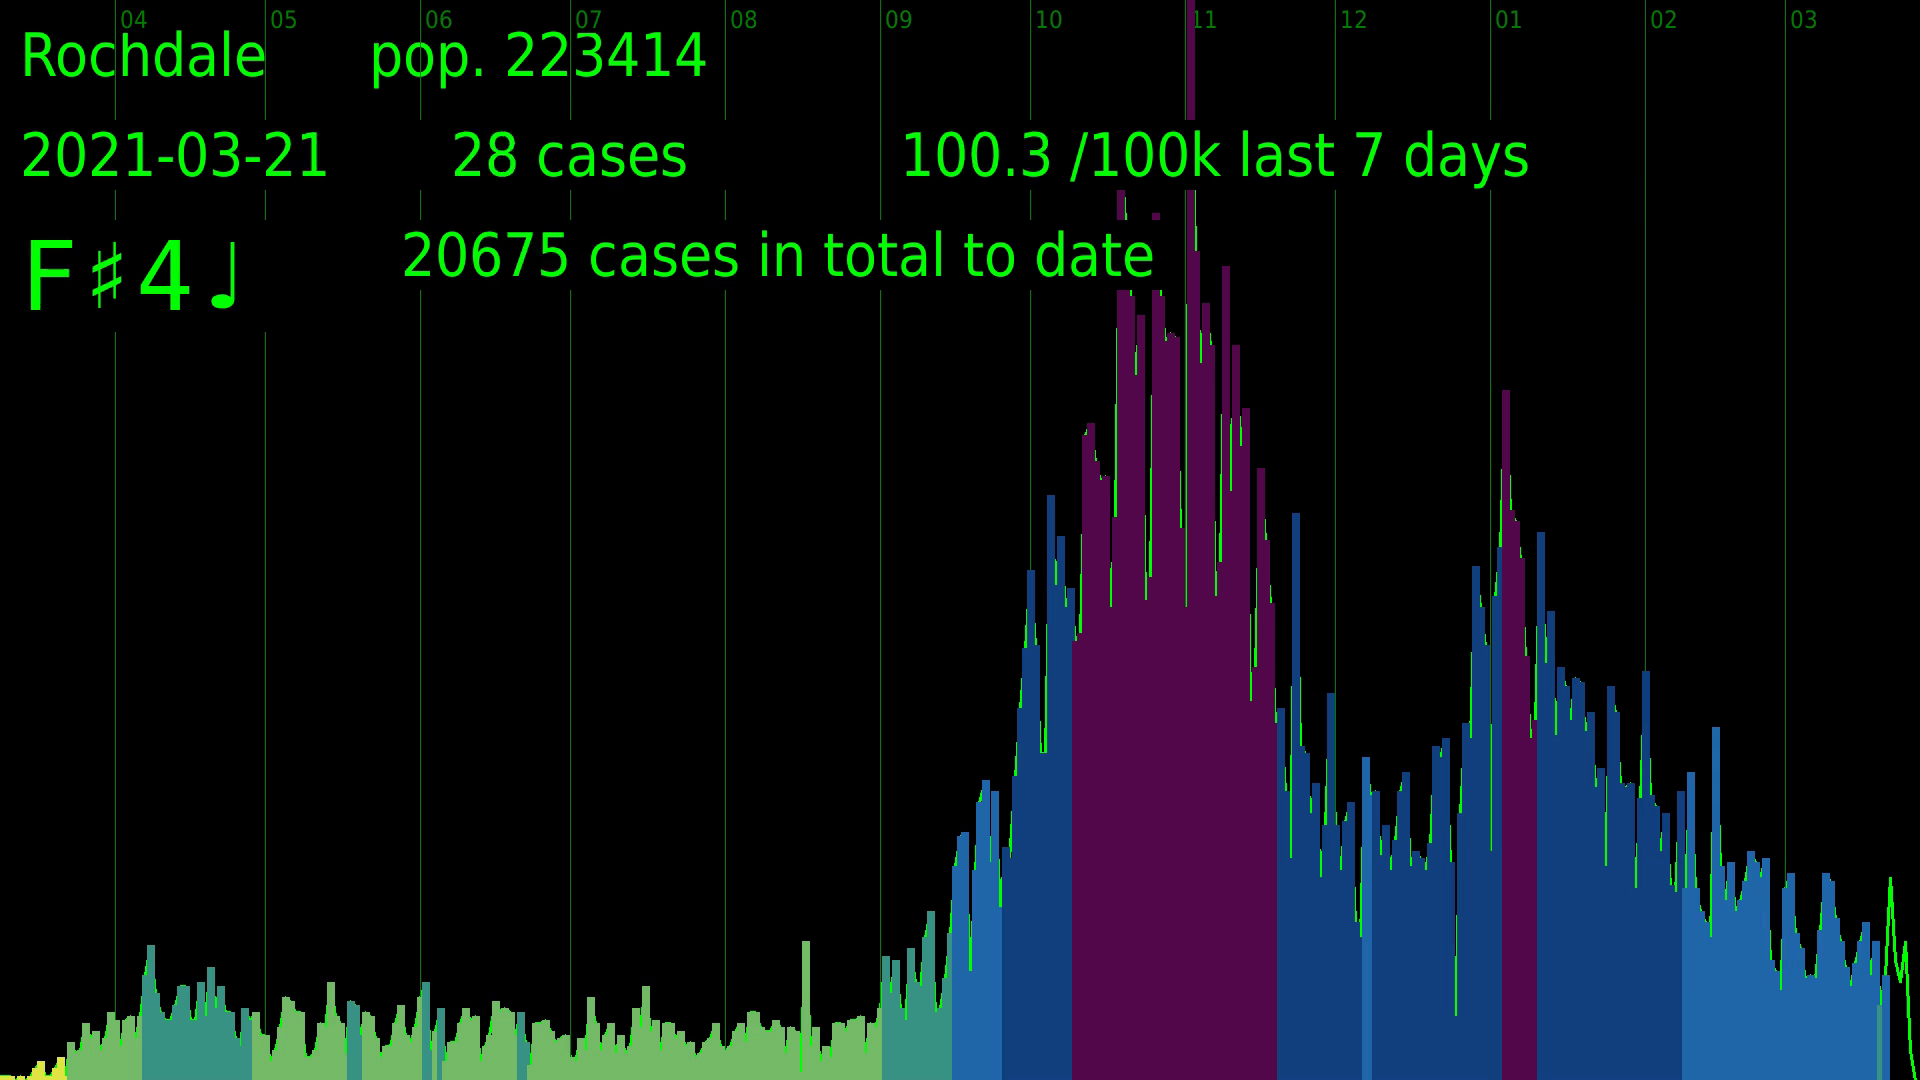 04 05 06 07 08 09 10 11 12 01 02 03
Rochdale pop. 223414
2021-03-21 28 cases 100.3 /100k last 7 days
F♯4♩ 20675 cases in total to date